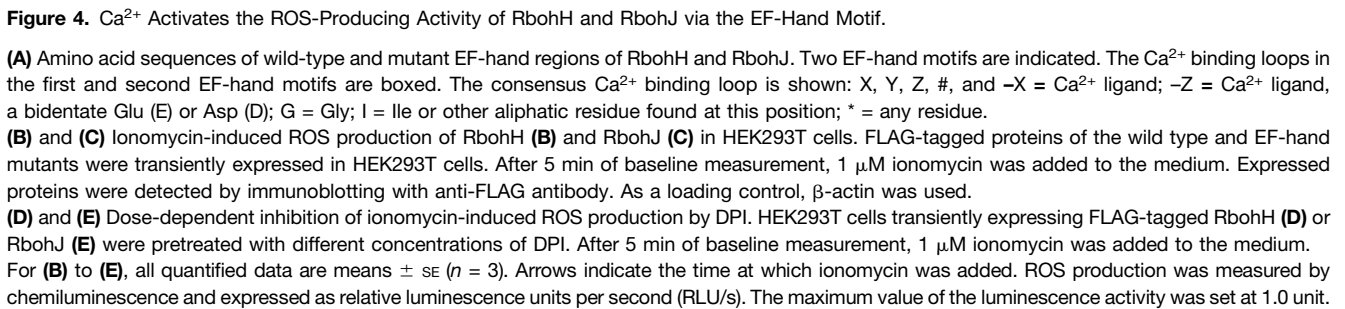 Figure 4. Ca²⁺ Activates the ROS-Producing Activity of RbohH and RbohJ via the EF-Hand Motif.
(A) Amino acid sequences of wild-type and mutant EF-hand regions of RbohH and RbohJ. Two EF-hand motifs are indicated. The Ca²⁺ binding loops in
the first and second EF-hand motifs are boxed. The consensus Ca²⁺ binding loop is shown: X, Y, Z, #, and –X = Ca²⁺ ligand; –Z = Ca²⁺ ligand,
a bidentate Glu (E) or Asp (D); G = Gly; I = Ile or other aliphatic residue found at this position; * = any residue.
(B) and (C) Ionomycin-induced ROS production of RbohH (B) and RbohJ (C) in HEK293T cells. FLAG-tagged proteins of the wild type and EF-hand
mutants were transiently expressed in HEK293T cells. After 5 min of baseline measurement, 1 μM ionomycin was added to the medium. Expressed
proteins were detected by immunoblotting with anti-FLAG antibody. As a loading control, β-actin was used.
(D) and (E) Dose-dependent inhibition of ionomycin-induced ROS production by DPI. HEK293T cells transiently expressing FLAG-tagged RbohH (D) or
RbohJ (E) were pretreated with different concentrations of DPI. After 5 min of baseline measurement, 1 μM ionomycin was added to the medium.
For (B) to (E), all quantified data are means ± SE (n = 3). Arrows indicate the time at which ionomycin was added. ROS production was measured by
chemiluminescence and expressed as relative luminescence units per second (RLU/s). The maximum value of the luminescence activity was set at 1.0 unit.